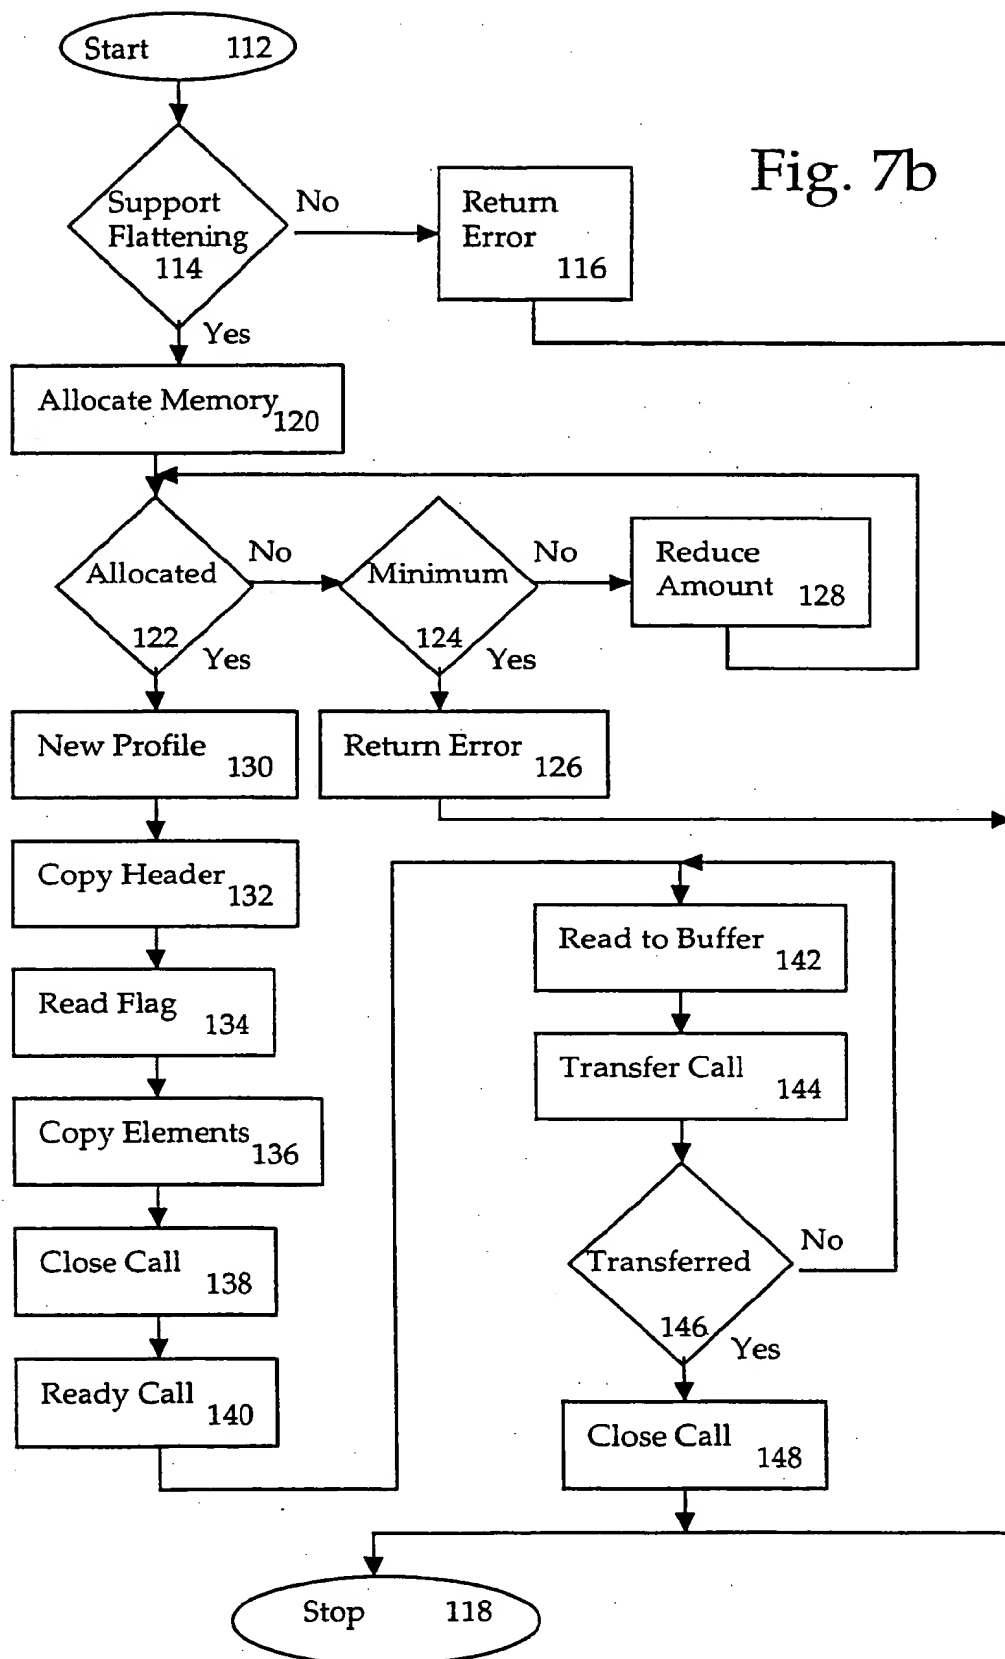 Start 112
Fig. 7b
Support
Flattening
114
No
Return
Error
116
Yes
Allocate Memory
120
Allocated
122
No
Minimum
124
No
Reduce
Amount 128
Yes
Yes
New Profile
130
Return Error
126
Copy Header
132
Read Flag
134
Copy Elements
136
Close Call
138
Ready Call
140
Read to Buffer
142
Transfer Call
144
Transferred
146
No
Yes
Close Call
148
Stop 118